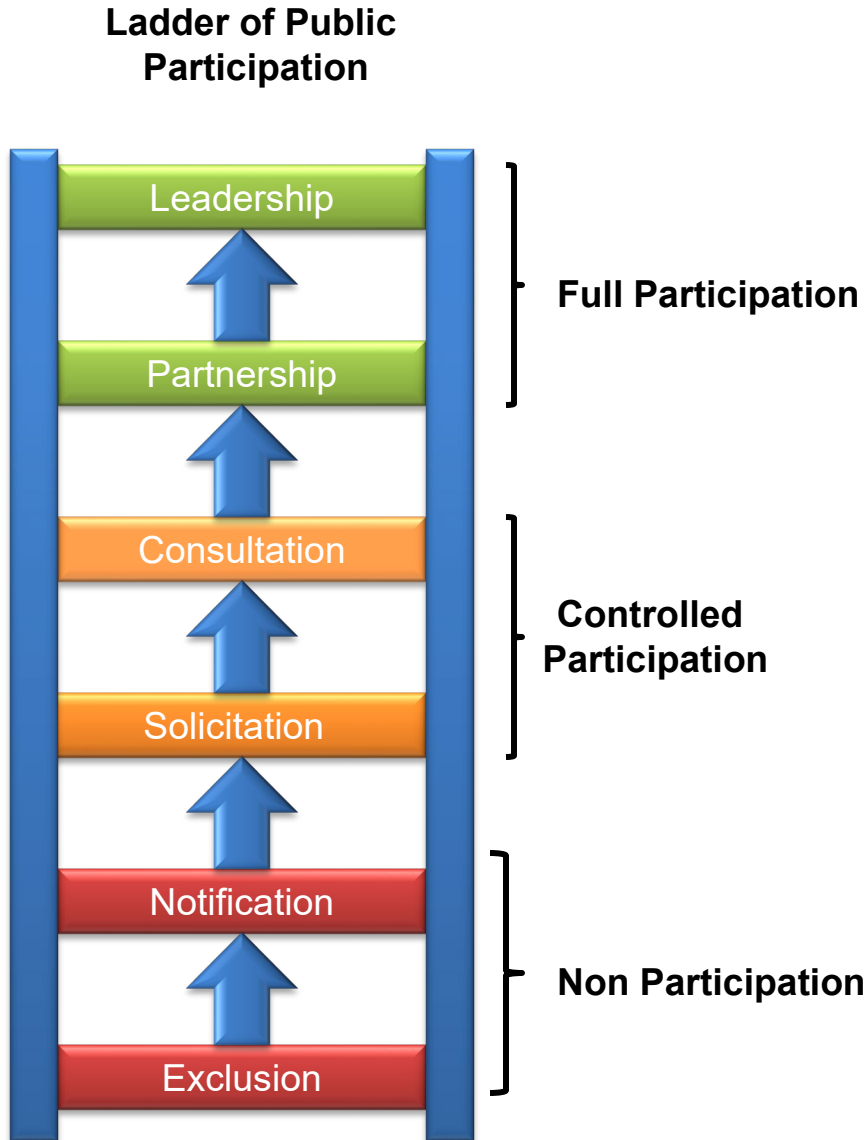 Ladder of Public
Participation
Leadership
Full Participation
Partnership
Consultation
Controlled
Participation
Solicitation
Notification
Non Participation
Exclusion